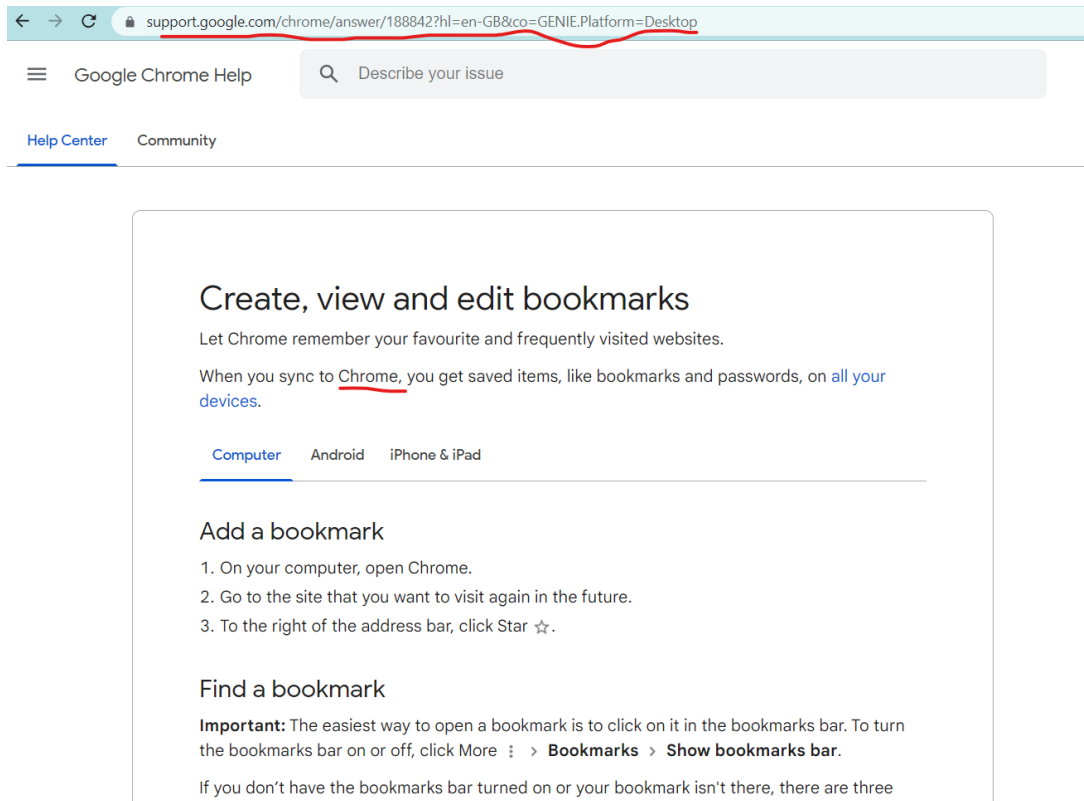 support.google.com/chrome/answer/188842?hl=en-GB&co=GENIE.Platform=Desktop
Google Chrome Help
Describe your issue
Help Center
Community
Create, view and edit bookmarks
Let Chrome remember your favourite and frequently visited websites.
When you sync to Chrome, you get saved items, like bookmarks and passwords, on all your
devices.
Computer
Android
iPhone & iPad
Add a bookmark
1. On your computer, open Chrome.
2. Go to the site that you want to visit again in the future.
3. To the right of the address bar, click Star ☆.
Find a bookmark
Important: The easiest way to open a bookmark is to click on it in the bookmarks bar. To turn
the bookmarks bar on or off, click More ⋮ > Bookmarks > Show bookmarks bar.
If you don’t have the bookmarks bar turned on or your bookmark isn't there, there are three